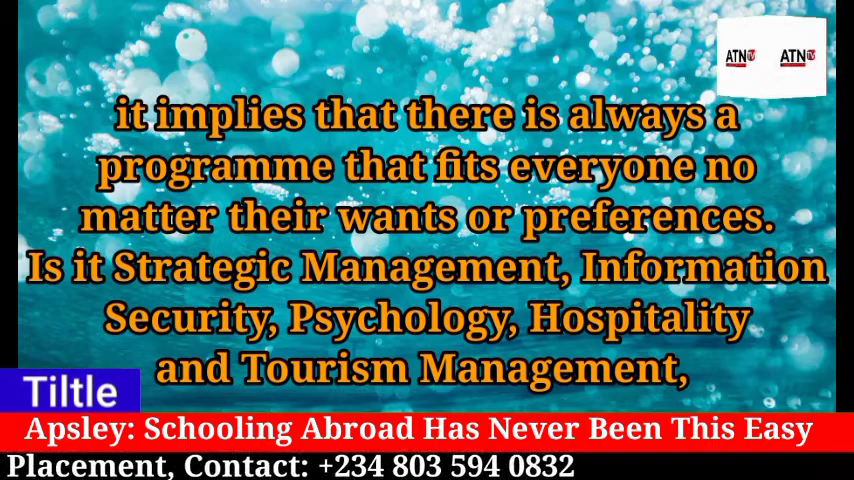 ATN TV ATN TV
it implies that there is always a
programme that fits everyone no
matter their wants or preferences.
Is it Strategic Management, Information
Security, Psychology, Hospitality
and Tourism Management,
Tiltle
Apsley: Schooling Abroad Has Never Been This Easy
Placement, Contact: +234 803 594 0832